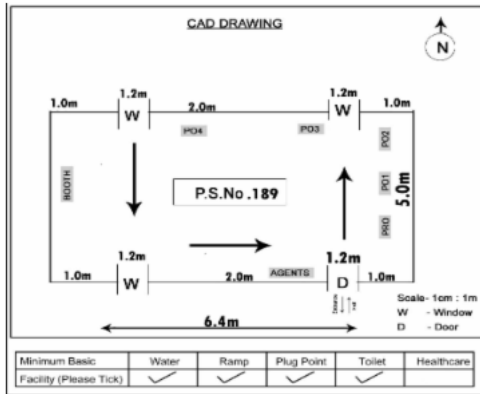 CAD DRAWING
N
1.2m 1.2m
1.0m 2.0m 1.0m
W W
PO4 PO3
PO2
BOOTH
PO1
5.0m
P.S.No.189
PRO
1.2m 1.2m
AGENTS
1.0m 2.0m 1.0m
W D
6.4m
Scale- 1cm : 1m
W - Window
D - Door
Minimum Basic Water Ramp Plug Point Toilet Healthcare
Facility (Please Tick)